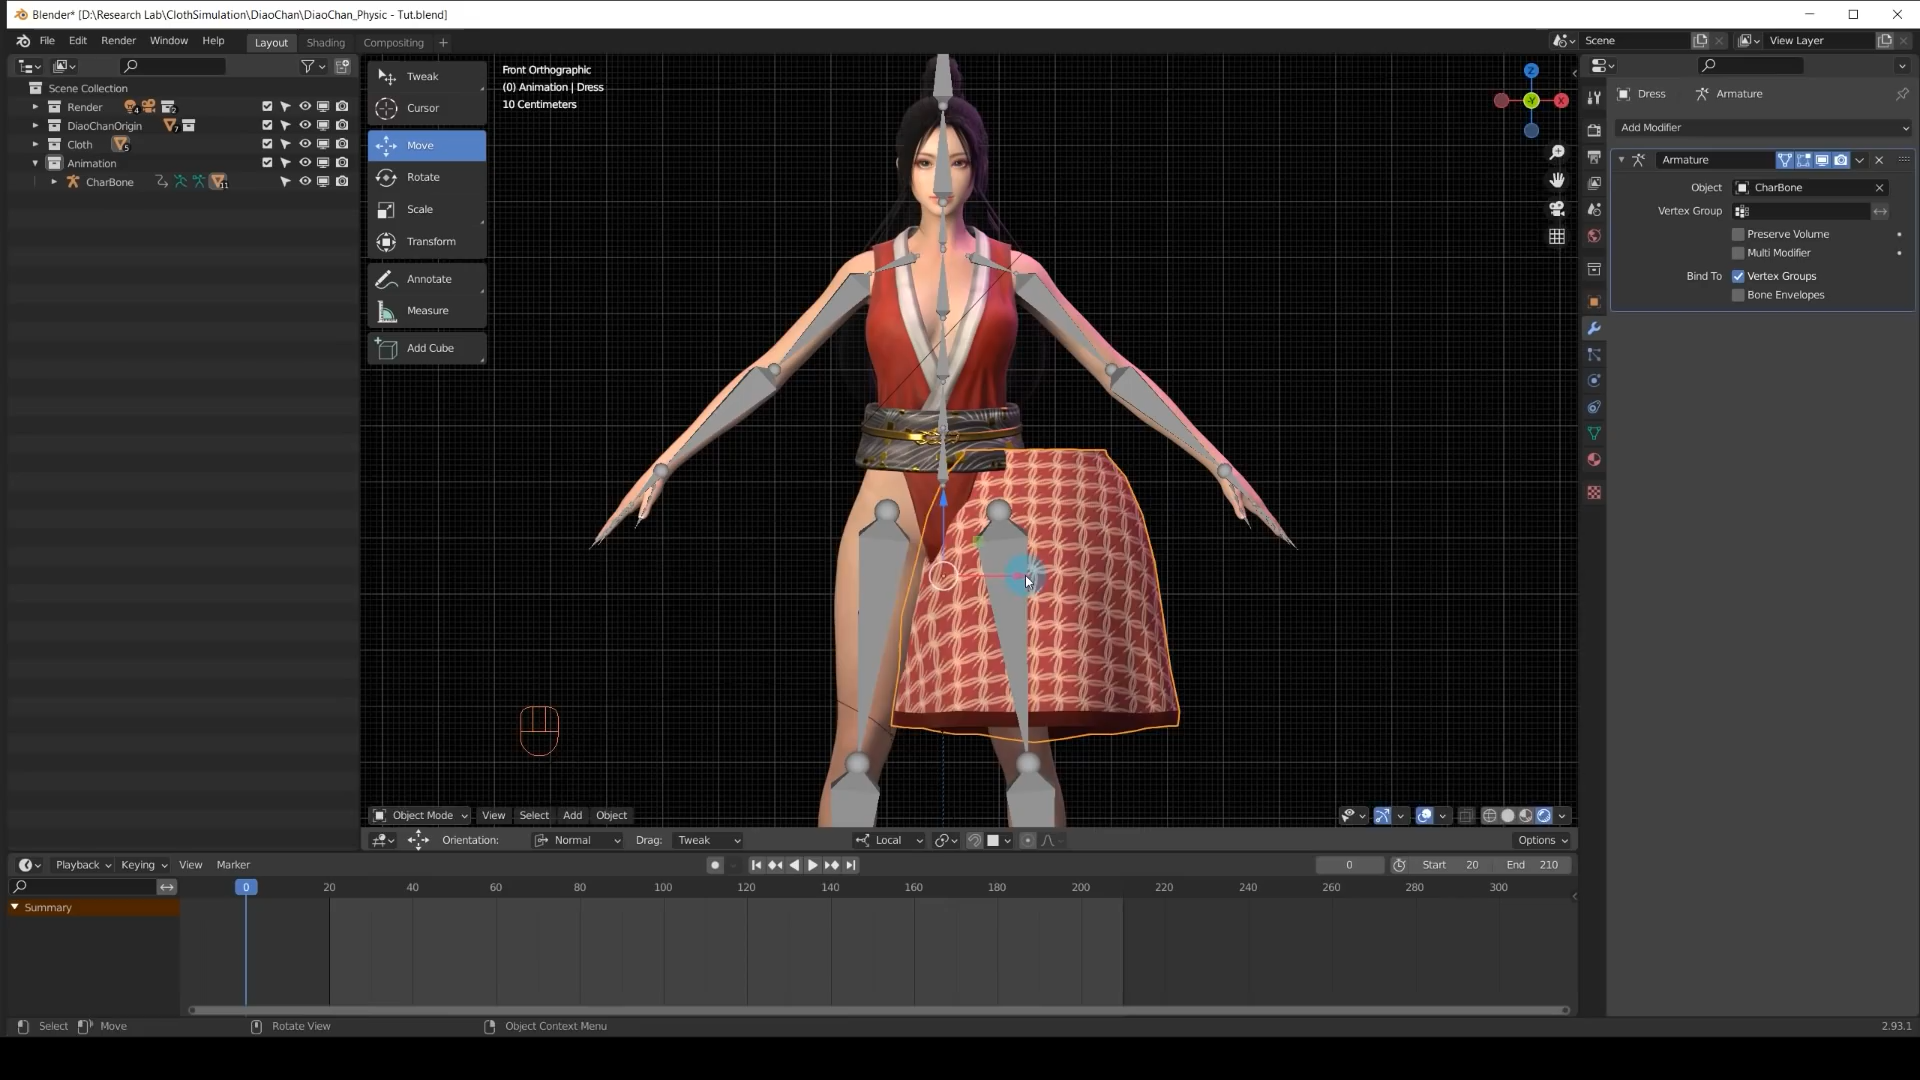 Blender* [D:\Research Lab\ClothSimulation\DiaoChan\DiaoChan_Physic - Tut.blend]
File Edit Render Window Help Layout Shading Compositing + Scene View Layer
Scene Collection
Render 4 2
DiaoChanOrigin 7
Cloth 5
Animation
CharBone 11
Tweak
Cursor
Move
Rotate
Scale
Transform
Annotate
Measure
Add Cube
Front Orthographic
(0) Animation | Dress
10 Centimeters
Z
-Y X
Dress Armature
Add Modifier
Armature
Object CharBone
Vertex Group
Preserve Volume
Multi Modifier
Bind To Vertex Groups
Bone Envelopes
Object Mode View Select Add Object
Orientation: Normal Drag: Tweak Local Options
Playback Keying View Marker 0 Start 20 End 210
0 20 40 60 80 100 120 140 160 180 200 220 240 260 280 300
Summary
Select Move Rotate View Object Context Menu 2.93.1